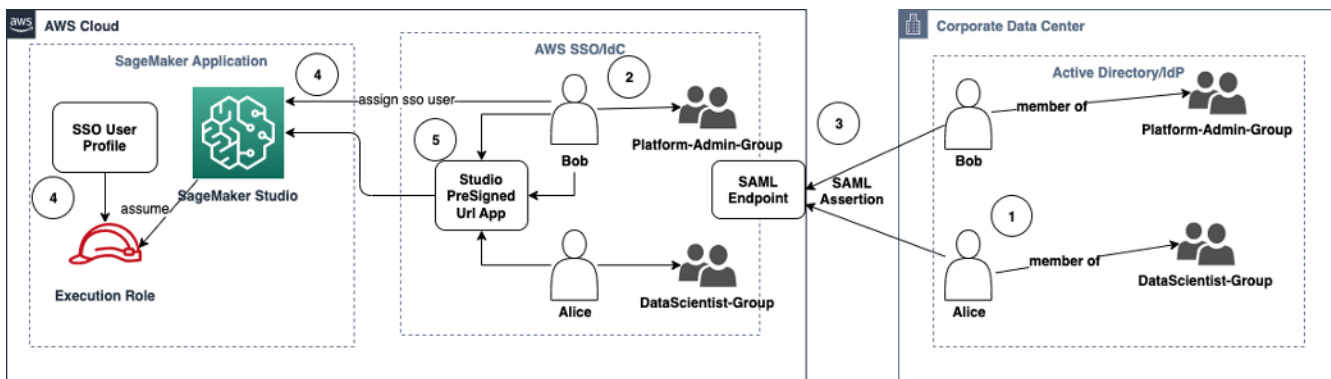 aws
AWS Cloud
SageMaker Application
4
SSO User
Profile
SageMaker Studio
4
assume
Execution Role
AWS SSO/IdC
assign sso user
2
Bob
Platform-Admin-Group
5
Studio
PreSigned
Url App
Alice
DataScientist-Group
SAML
Endpoint
3
SAML
Assertion
Corporate Data Center
Active Directory/IdP
member of
Bob
Platform-Admin-Group
1
member of
Alice
DataScientist-Group